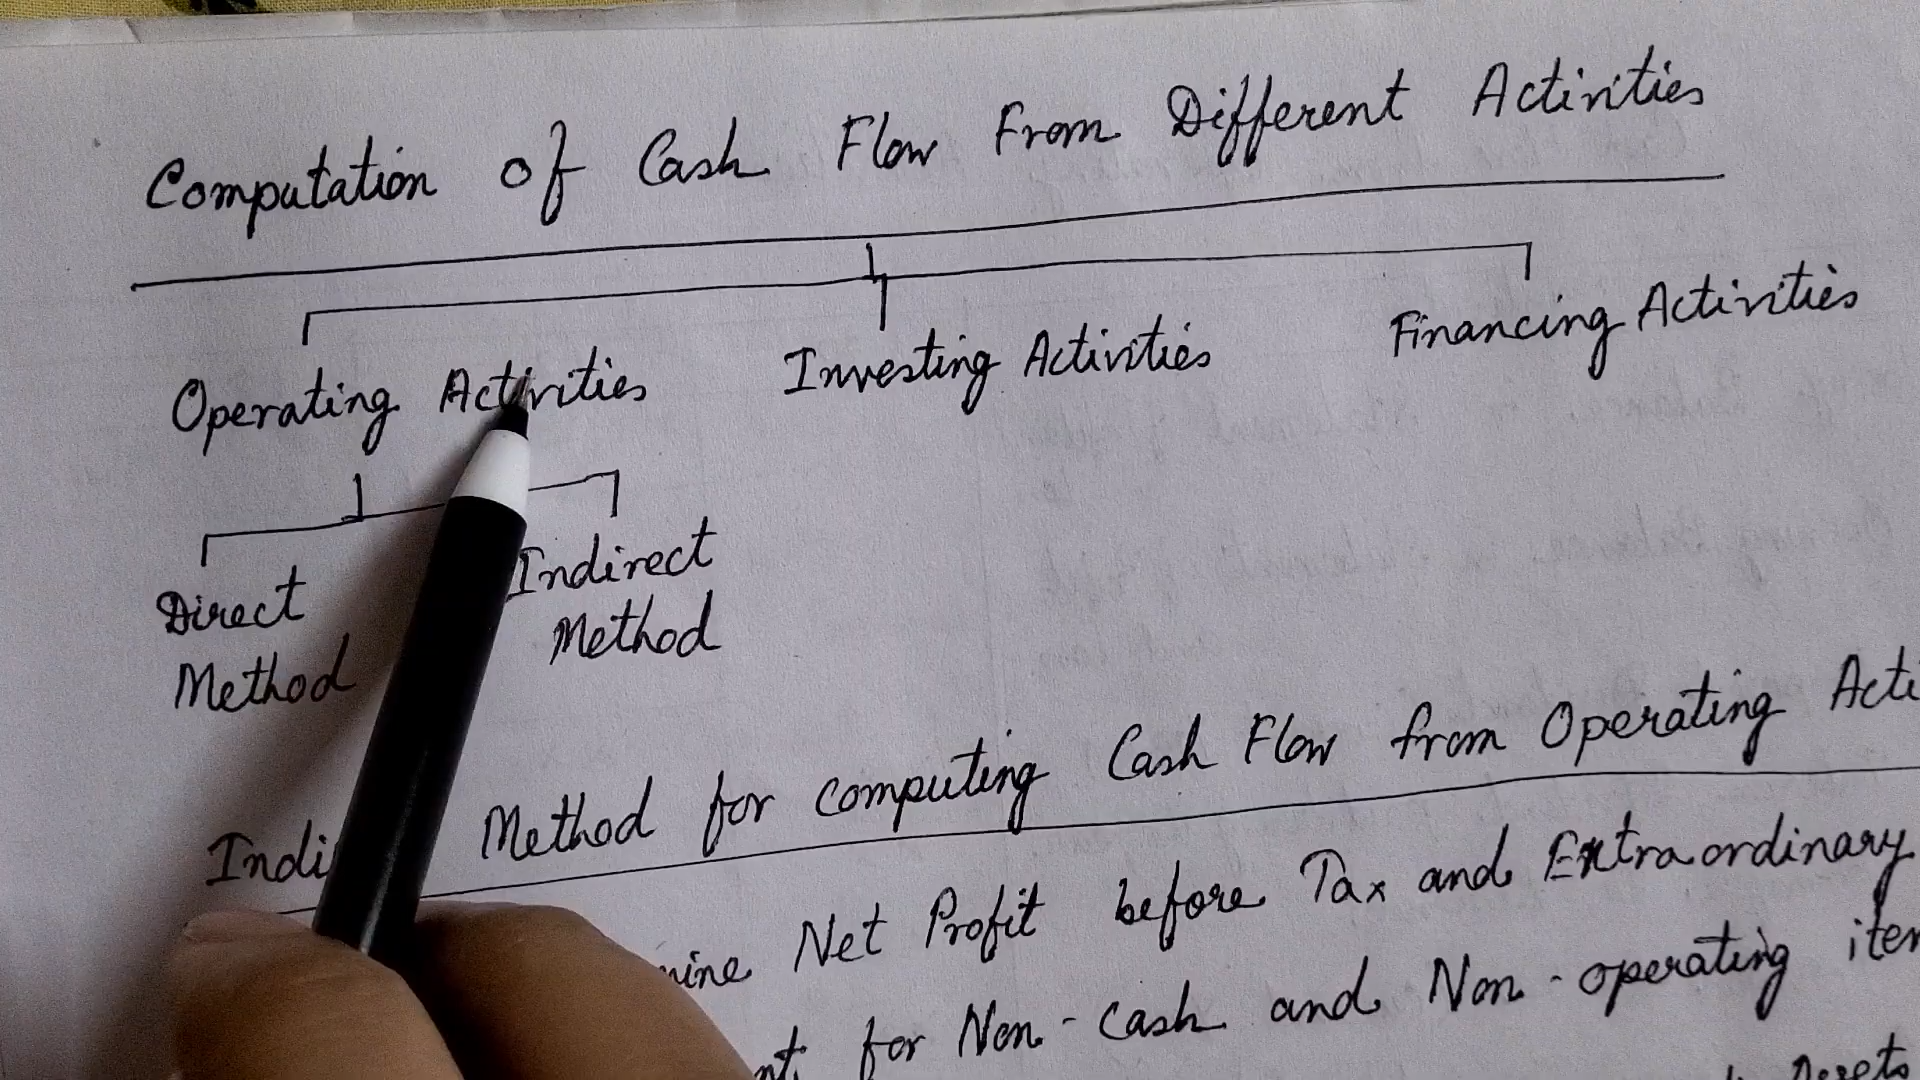 Computation of Cash Flow From Different Activities
Operating Activities Investing Activities Financing Activities
Direct Method
Indirect Method
Method for computing Cash Flow from Operating
Net Profit before Tax and Extraordinary
for Non-cash and Non-operating
Assets